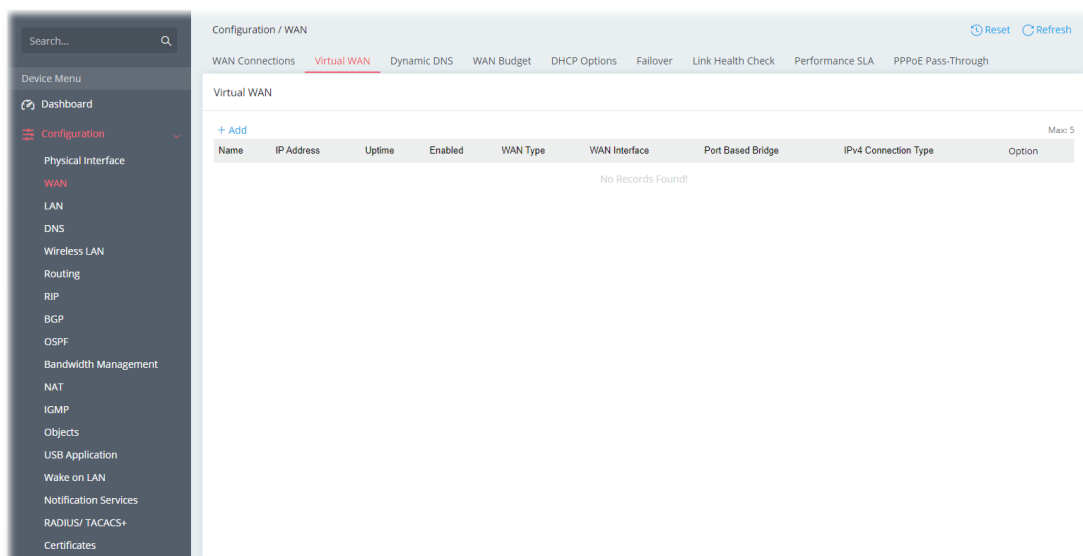 Search...
Device Menu
Dashboard
Configuration
Physical Interface
WAN
LAN
DNS
Wireless LAN
Routing
RIP
BGP
OSPF
Bandwidth Management
NAT
IGMP
Objects
USB Application
Wake on LAN
Notification Services
RADIUS/ TACACS+
Certificates
Configuration / WAN
Reset Refresh
WAN Connections Virtual WAN Dynamic DNS WAN Budget DHCP Options Failover Link Health Check Performance SLA PPPoE Pass-Through
Virtual WAN
+ Add Max: 5
Name IP Address Uptime Enabled WAN Type WAN Interface Port Based Bridge IPv4 Connection Type Option
No Records Found!